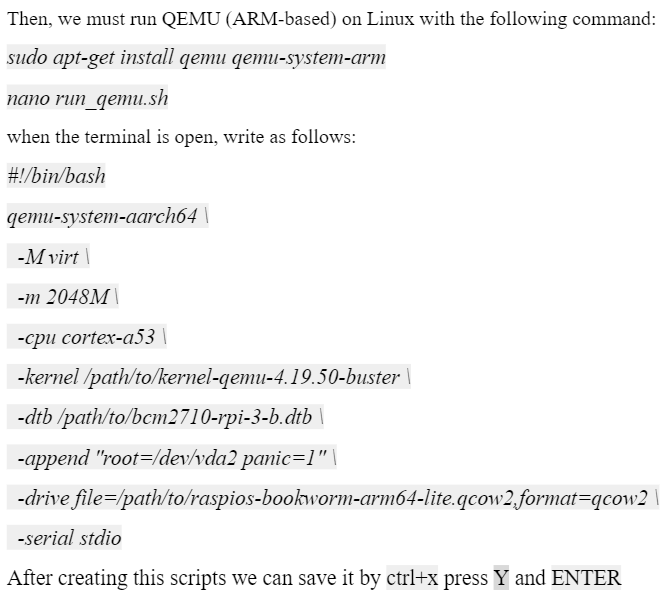 Then, we must run QEMU (ARM-based) on Linux with the following command:
sudo apt-get install qemu qemu-system-arm
nano run_qemu.sh
when the terminal is open, write as follows:
#!/bin/bash
qemu-system-aarch64 \
-M virt \
-m 2048M \
-cpu cortex-a53 \
-kernel /path/to/kernel-qemu-4.19.50-buster \
-dtb /path/to/bcm2710-rpi-3-b.dtb \
-append "root=/dev/vda2 panic=1" \
-drive file=/path/to/raspios-bookworm-arm64-lite.qcow2,format=qcow2 \
-serial stdio
After creating this scripts we can save it by ctrl+x press Y and ENTER